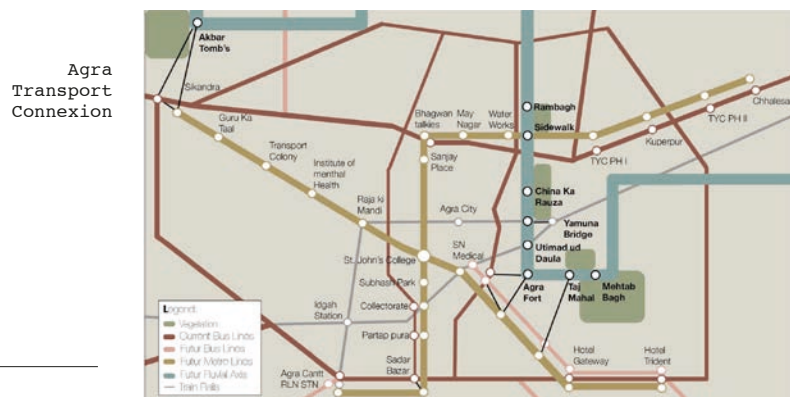 Agra
Transport
Connexion
Akbar
Tomb's
Sikandra
Guru Ka
Taal
Transport
Colony
Institute of
menthal
Health
Raja ki
Mandi
Bhagwan
talkies
May
Nagar
Water
Works
Sanjay
Place
Rambagh
Sidewalk
TYC PH I
Kuperpur
TYC PH II
Chhalesar
China Ka
Rauza
Agra City
Yamuna
Bridge
Utimad ud
Daula
SN
Medical
St. John's College
Subhash Park
Agra
Fort
Taj
Mahal
Mehtab
Bagh
Idgah
Station
Collectorate
Partap pura
Sadar
Bazar
Agra Cantt
RLN STN
Hotel
Gateway
Hotel
Trident
Legend:
Vegetation
Current Bus Lines
Futur Bus Lines
Futur Metro Lines
Futur Fluvial Axis
Train Rails